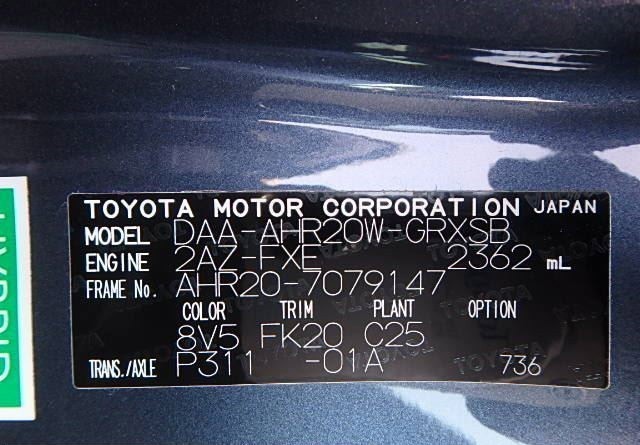 TOYOTA MOTOR CORPORATION JAPAN
MODEL DAA-AHR20W-GRXSB
ENGINE 2AZ-FXE 2362 mL
FRAME No. AHR20-7079147
COLOR TRIM PLANT OPTION
8V5 FK20 C25
TRANS./AXLE P311 -01A 736
HYBRID